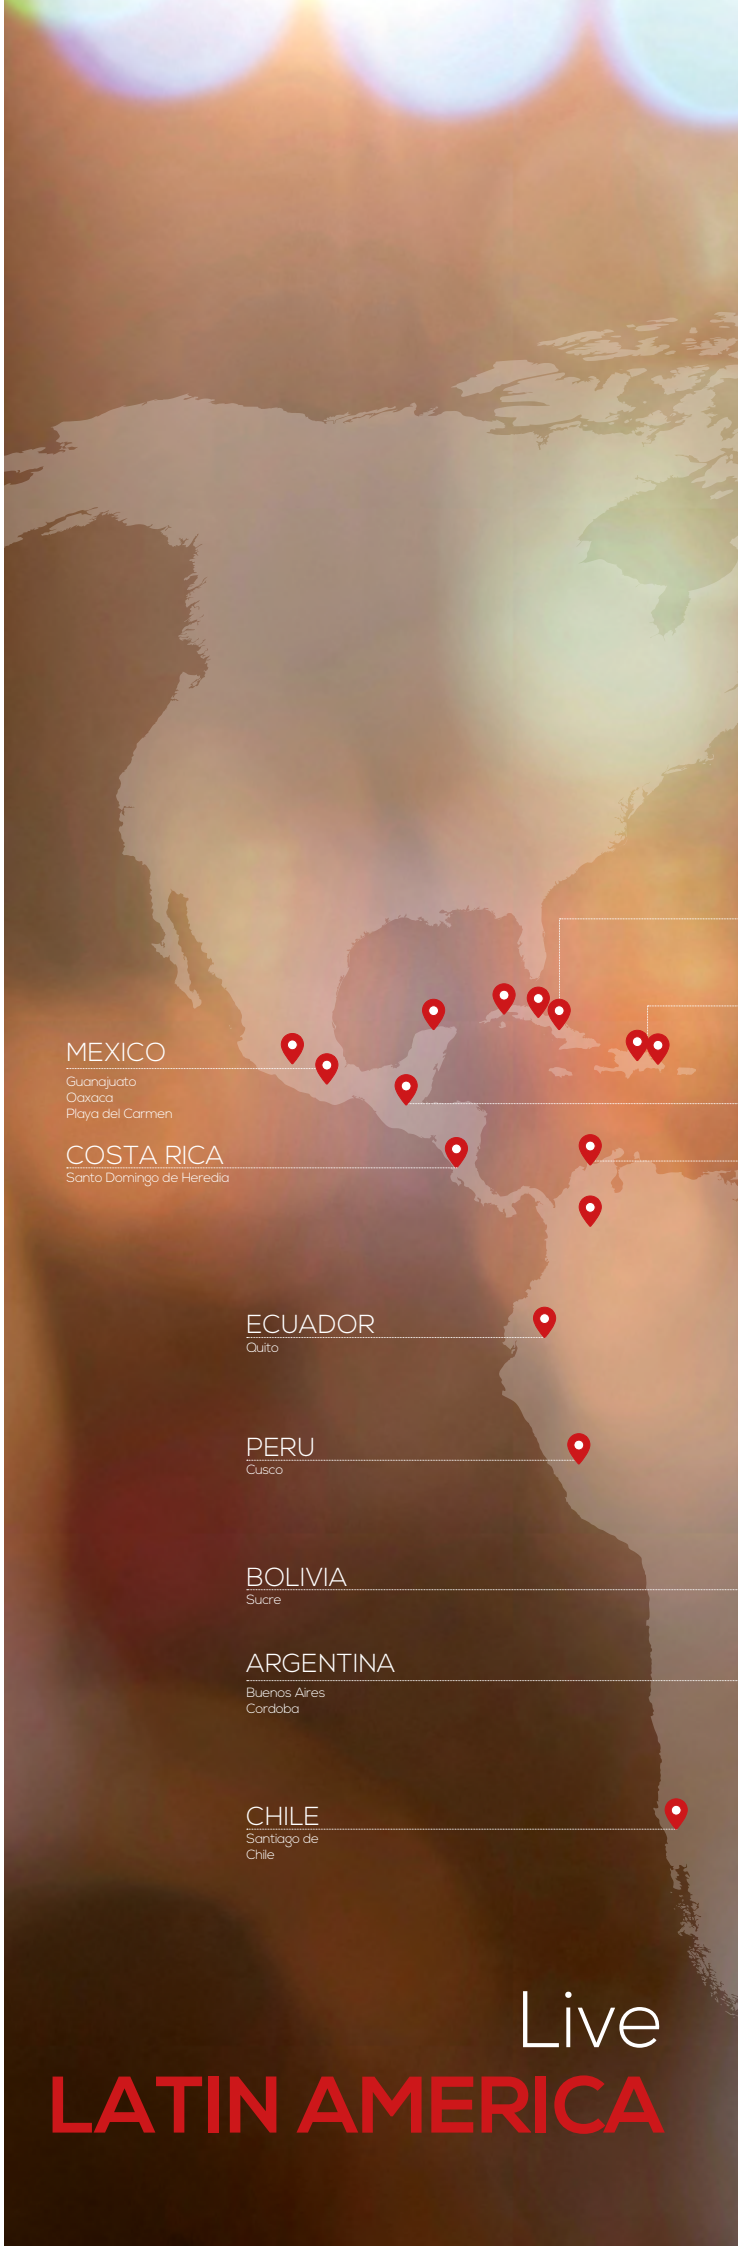 MEXICO
Guanajuato
Oaxaca
Playa del Carmen
COSTA RICA
Santo Domingo de Heredia
ECUADOR
Quito
PERU
Cusco
BOLIVIA
Sucre
ARGENTINA
Buenos Aires
Cordoba
CHILE
Santiago de
Chile
Live
LATIN AMERICA